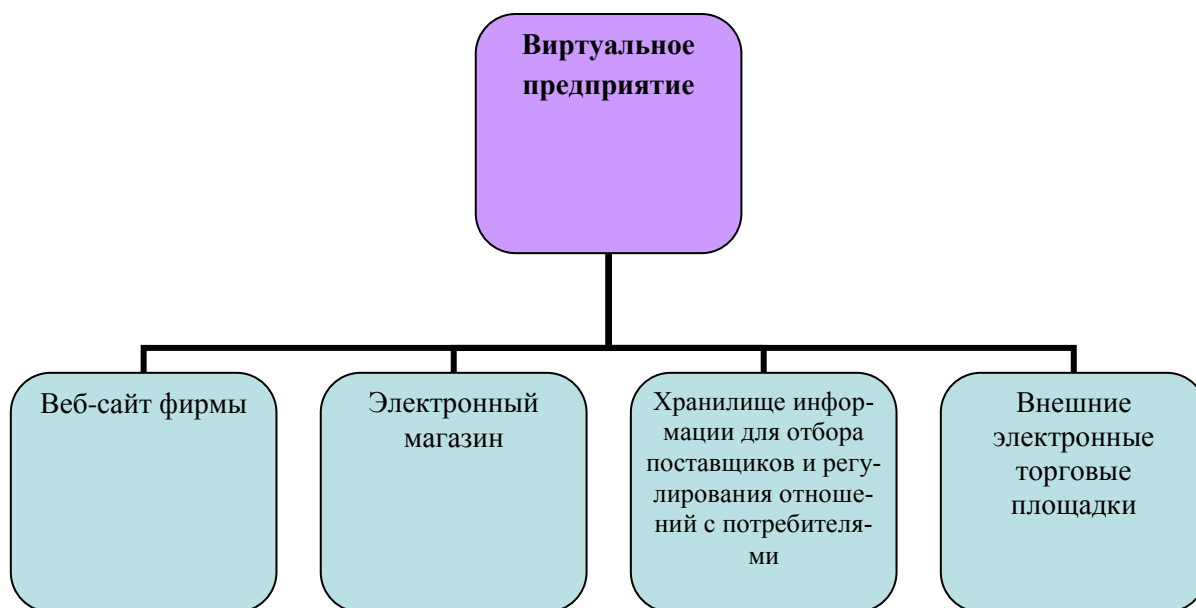 Виртуальное
предприятие
Веб-сайт фирмы
Электронный
магазин
Хранилище инфор-
мации для отбора
поставщиков и регу-
лирования отноше-
ний с потребителя-
ми
Внешние
электронные
торговые
площадки